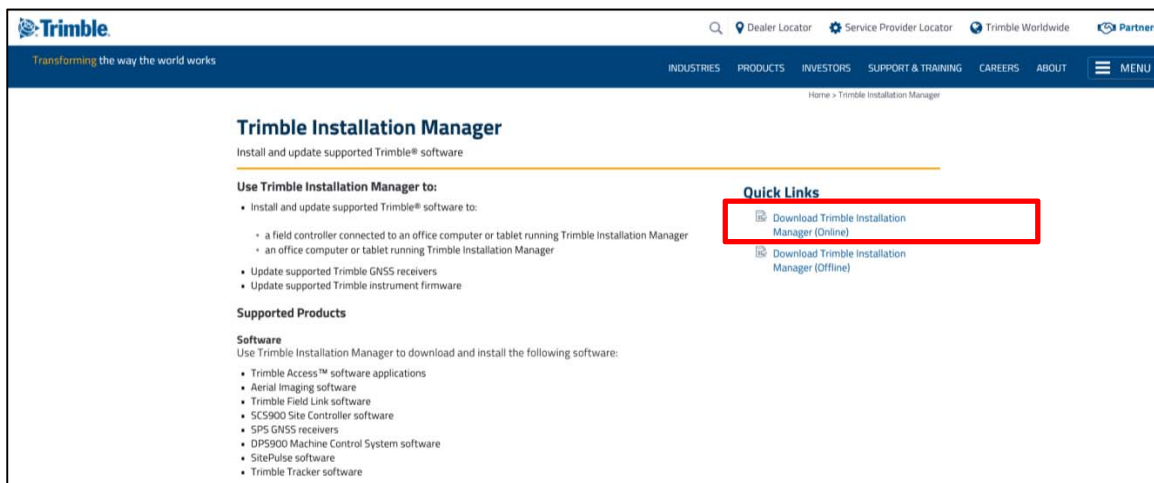 Trimble.
Dealer Locator Service Provider Locator Trimble Worldwide Partner
Transforming the way the world works
INDUSTRIES PRODUCTS INVESTORS SUPPORT & TRAINING CAREERS ABOUT MENU
Home > Trimble Installation Manager
Trimble Installation Manager
Install and update supported Trimble® software
Use Trimble Installation Manager to:
• Install and update supported Trimble® software to:
◦ a field controller connected to an office computer or tablet running Trimble Installation Manager
◦ an office computer or tablet running Trimble Installation Manager
• Update supported Trimble GNSS receivers
• Update supported Trimble instrument firmware
Supported Products
Software
Use Trimble Installation Manager to download and install the following software:
• Trimble Access™ software applications
• Aerial Imaging software
• Trimble Field Link software
• SCS900 Site Controller software
• SPS GNSS receivers
• DPS900 Machine Control System software
• SitePulse software
• Trimble Tracker software
Quick Links
Download Trimble Installation
Manager (Online)
Download Trimble Installation
Manager (Offline)